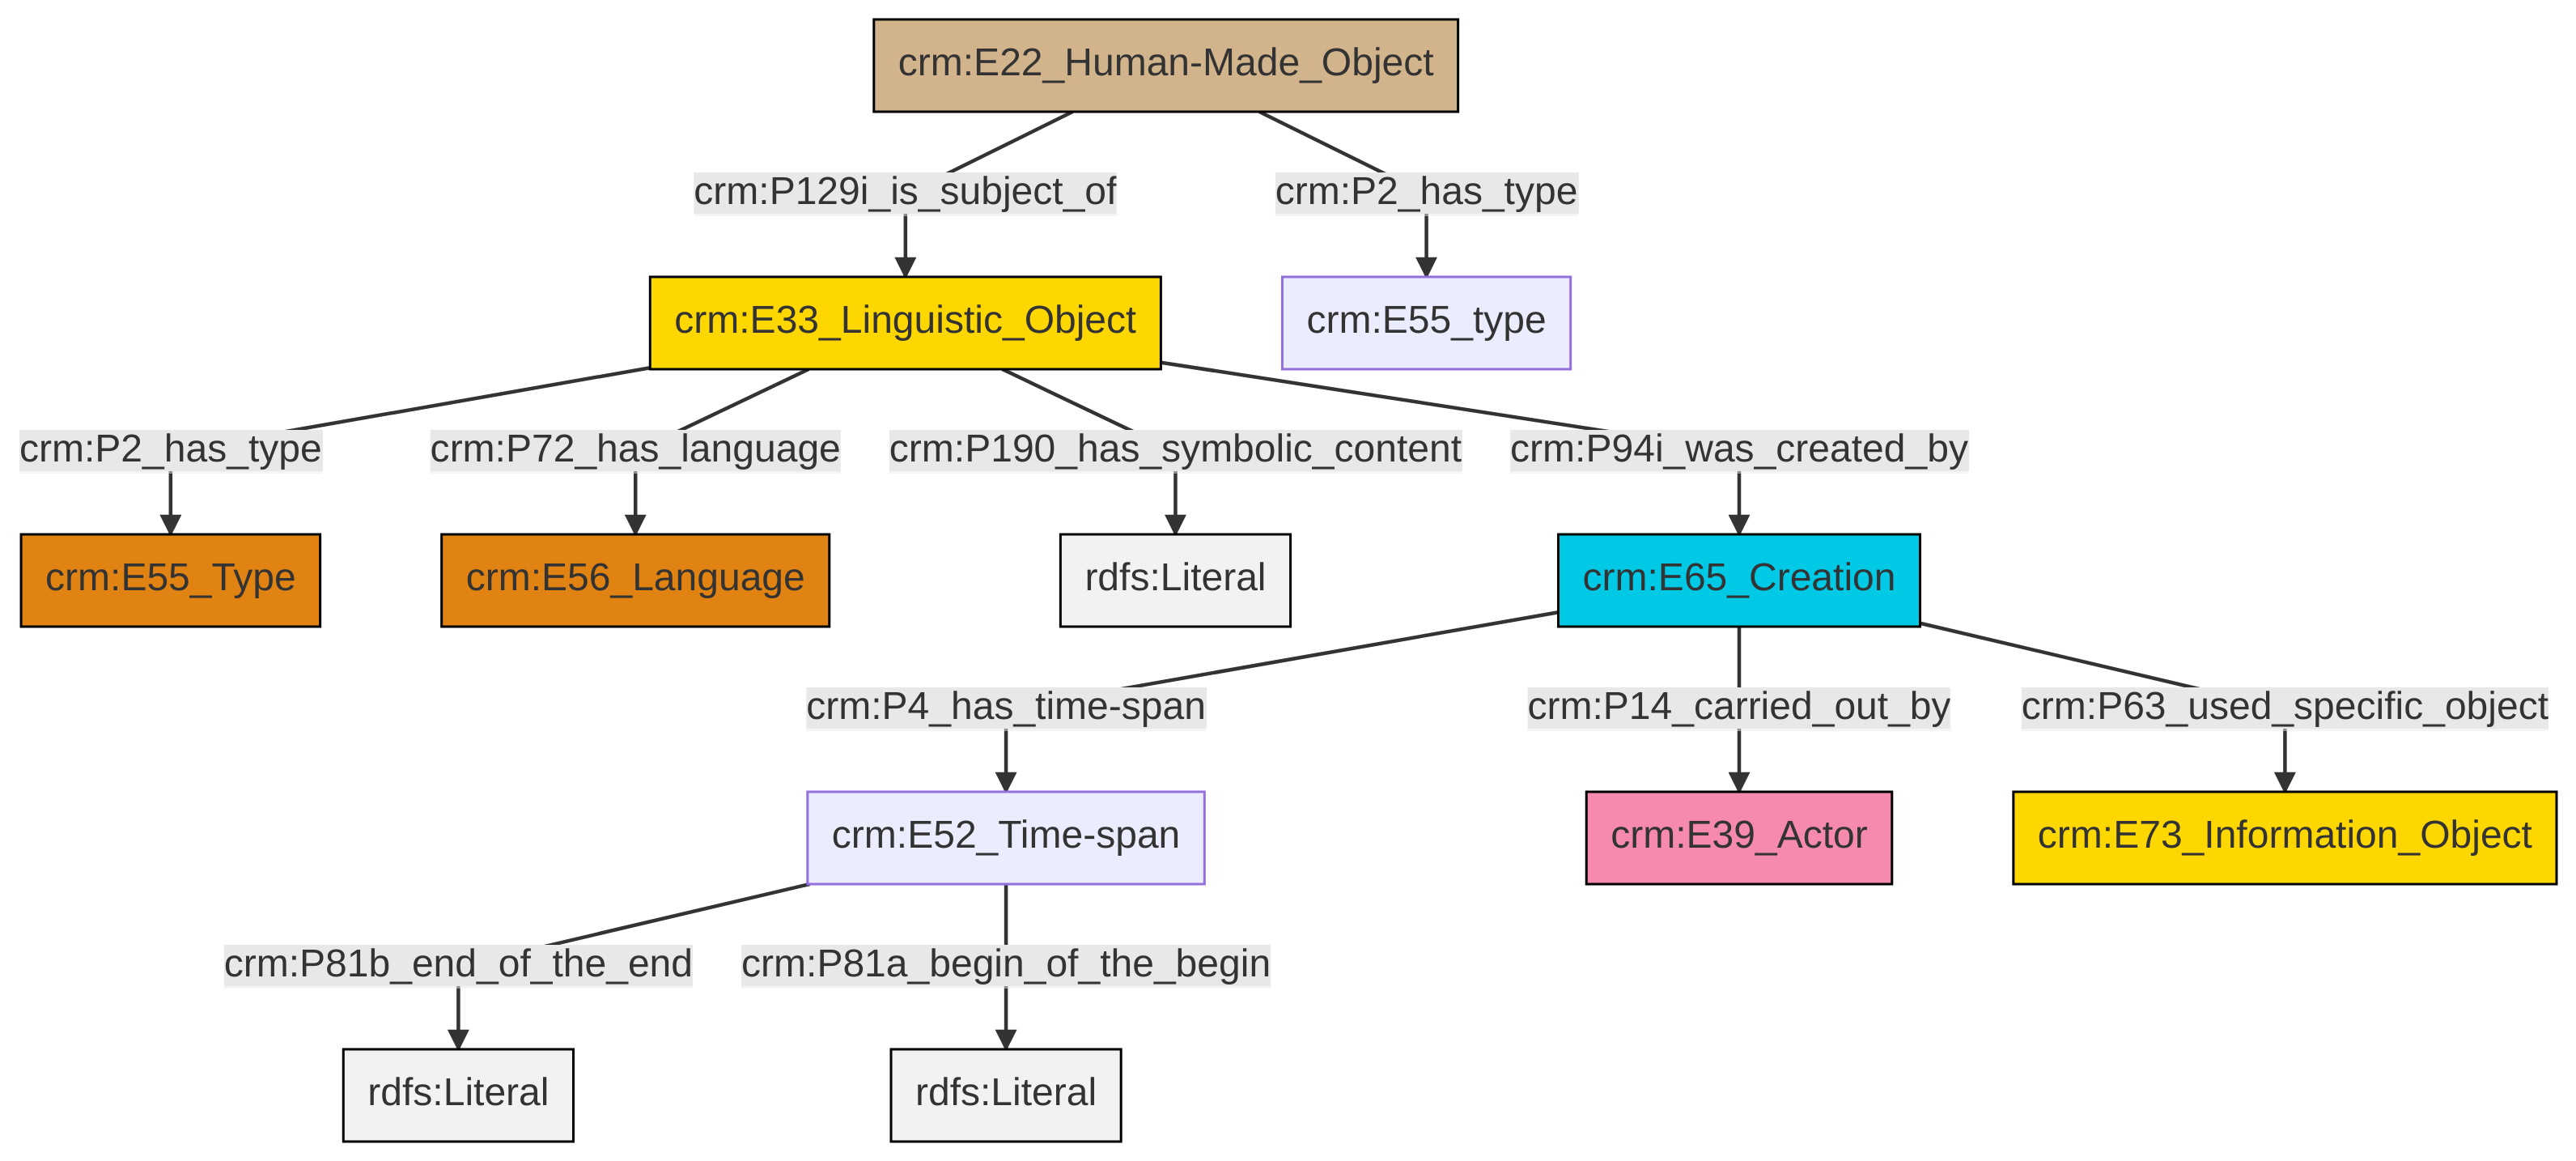 crm:E22_Human-Made_Object
crm:P129i_is_subject_of
crm:P2_has_type
crm:E33_Linguistic_Object
crm:E55_type
crm:P2_has_type
crm:P72_has_language
crm:P190_has_symbolic_content
crm:P94i_was_created_by
crm:E55_Type
crm:E56_Language
rdfs:Literal
crm:E65_Creation
crm:P4_has_time-span
crm:P14_carried_out_by
crm:P63_used_specific_object
crm:E52_Time-span
crm:E39_Actor
crm:E73_Information_Object
crm:P81b_end_of_the_end
crm:P81a_begin_of_the_begin
rdfs:Literal
rdfs:Literal